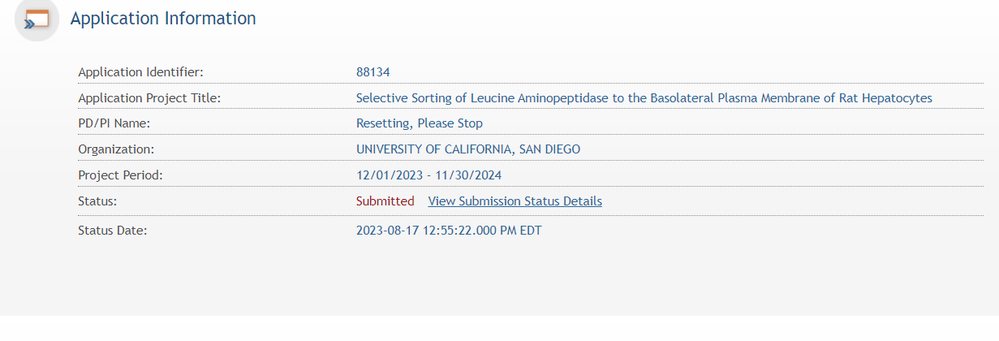 Application Information
Application Identifier: 88134
Application Project Title: Selective Sorting of Leucine Aminopeptidase to the Basolateral Plasma Membrane of Rat Hepatocytes
PD/PI Name: Resetting, Please Stop
Organization: UNIVERSITY OF CALIFORNIA, SAN DIEGO
Project Period: 12/01/2023 - 11/30/2024
Status: Submitted View Submission Status Details
Status Date: 2023-08-17 12:55:22.000 PM EDT